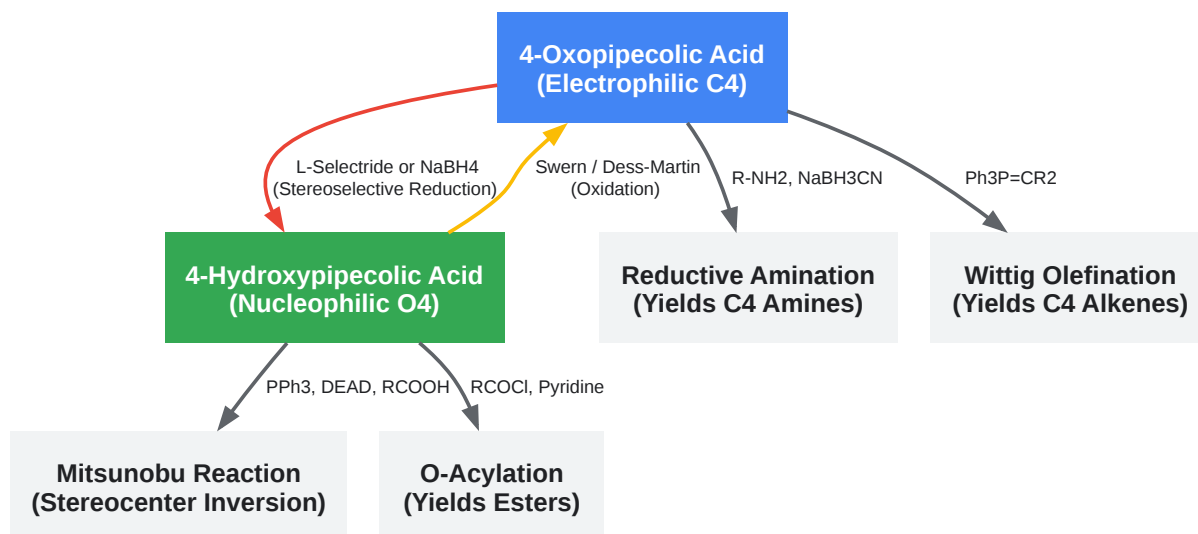 4-Oxopipecolic Acid
(Electrophilic C4)
L-Selectride or NaBH4
(Stereoselective Reduction)
Swern / Dess-Martin
(Oxidation)
R-NH2, NaBH3CN
Ph3P=CR2
4-Hydroxypipecolic Acid
(Nucleophilic O4)
Reductive Amination
(Yields C4 Amines)
Wittig Olefination
(Yields C4 Alkenes)
PPh3, DEAD, RCOOH
RCOCl, Pyridine
Mitsunobu Reaction
(Stereocenter Inversion)
O-Acylation
(Yields Esters)